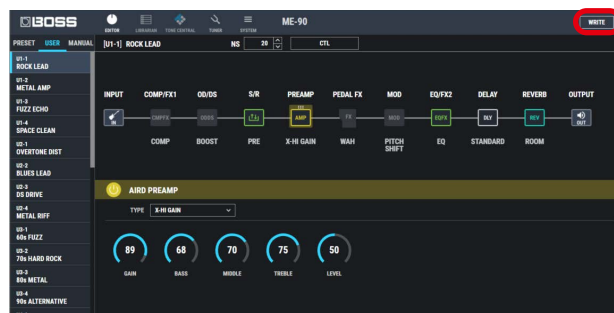 BOSS
EDITOR
LIBRARIAN
TONE CENTRAL
TUNER
SYSTEM
ME-90
WRITE
PRESET USER MANUAL
[U1-1] ROCK LEAD
NS 20
CTL
U1-1
ROCK LEAD
U1-2
METAL AMP
U1-3
FUZZ ECHO
U1-4
SPACE CLEAN
U2-1
OVERTONE DIST
U2-2
BLUES LEAD
U2-3
DS DRIVE
U2-4
METAL RIFF
U3-1
60s FUZZ
U3-2
70s HARD ROCK
U3-3
80s METAL
U3-4
90s ALTERNATIVE
INPUT COMP/FX1 OD/DS S/R PREAMP PEDAL FX MOD EQ/FX2 DELAY REVERB OUTPUT
IN CMPFX ODDS AMP FX MOD EQFX DLY REV OUT
COMP BOOST PRE X-HI GAIN WAH PITCH SHIFT EQ STANDARD ROOM
AIRD PREAMP
TYPE X-HI GAIN
89 68 70 75 50
GAIN BASS MIDDLE TREBLE LEVEL